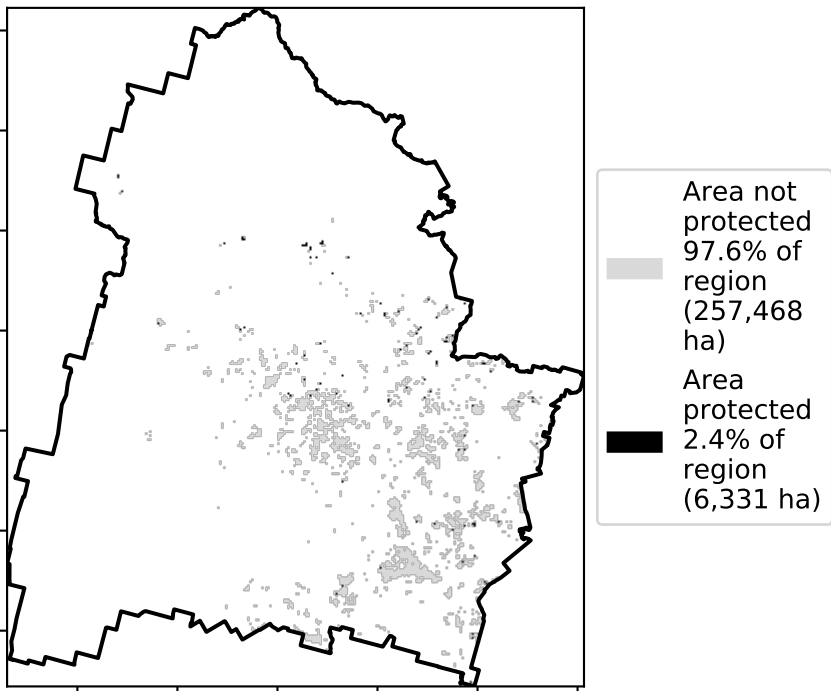 Area not
protected
97.6% of
region
(257,468
ha)
Area
protected
2.4% of
region
(6,331 ha)